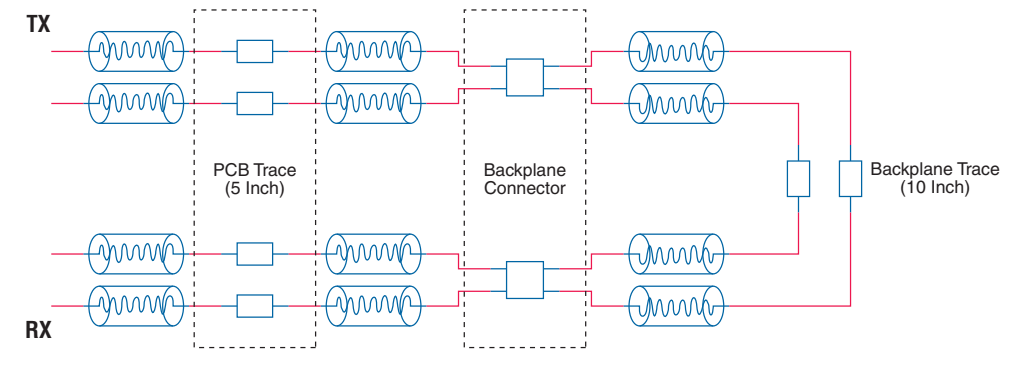 TX
PCB Trace
(5 Inch)
Backplane
Connector
Backplane Trace
(10 Inch)
RX